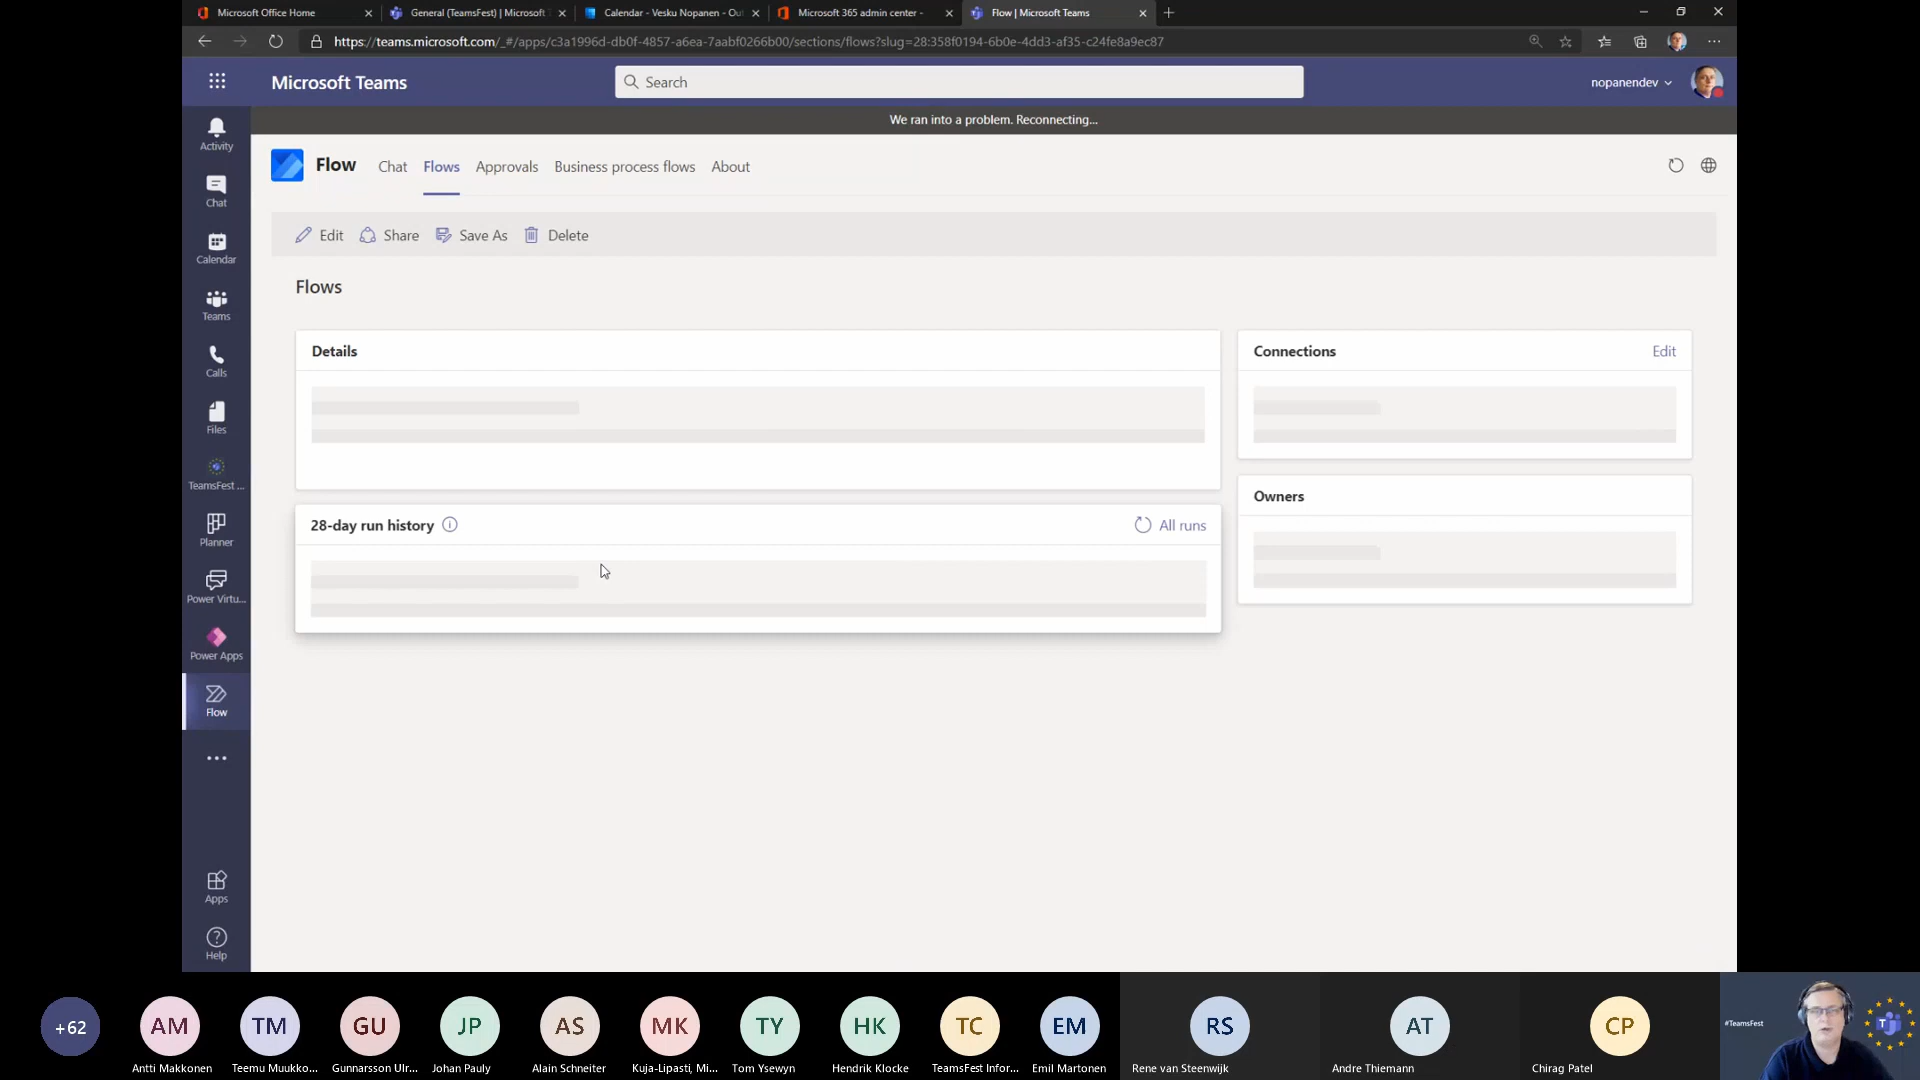 Microsoft Office Home
General (TeamsFest) | Microsoft T
Calendar - Vesku Nopanen - Out
Microsoft 365 admin center -
Flow | Microsoft Teams
https://teams.microsoft.com/_#/apps/c3a1996d-db0f-4857-a6ea-7aabf0266b00/sections/flows?slug=28:358f0194-6b0e-4dd3-af35-c24fe8a9ec87
Microsoft Teams
Search
nopanendev
We ran into a problem. Reconnecting...
Activity
Chat
Calendar
Teams
Calls
Files
TeamsFest ...
Planner
Power Virtu...
Power Apps
Flow
Apps
Help
Flow
Chat
Flows
Approvals
Business process flows
About
Edit
Share
Save As
Delete
Flows
Details
Connections
Edit
28-day run history
All runs
Owners
+62
AM
TM
GU
JP
AS
MK
TY
HK
TC
EM
RS
AT
CP
Antti Makkonen
Teemu Muukko...
Gunnarsson Ulr...
Johan Pauly
Alain Schneiter
Kuja-Lipasti, Mi...
Tom Ysewyn
Hendrik Klocke
TeamsFest Infor...
Emil Martonen
Rene van Steenwijk
Andre Thiemann
Chirag Patel
#TeamsFest
T